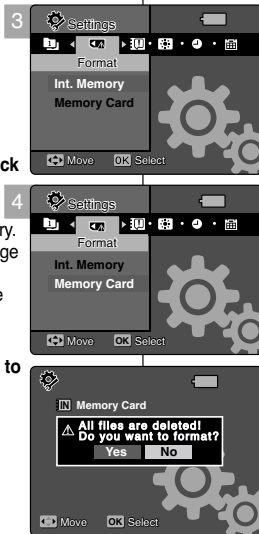 3
Settings
Format
Int. Memory
Memory Card
Move OK Select
ck
4
Settings
ry.
Format
ge
Int. Memory
Memory Card
e
Move OK Select
to
IN Memory Card
All files are deleted!
Do you want to format?
Yes No
Move OK Select